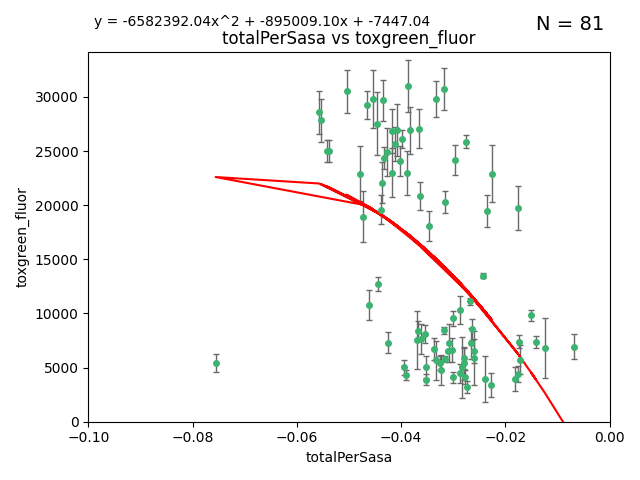 y = -6582392.04x^2 + -895009.10x + -7447.04
N = 81
totalPerSasa vs toxgreen_fluor
30000
25000
20000
15000
10000
5000
0
toxgreen_fluor
−0.10
−0.08
−0.06
−0.04
−0.02
0.00
totalPerSasa